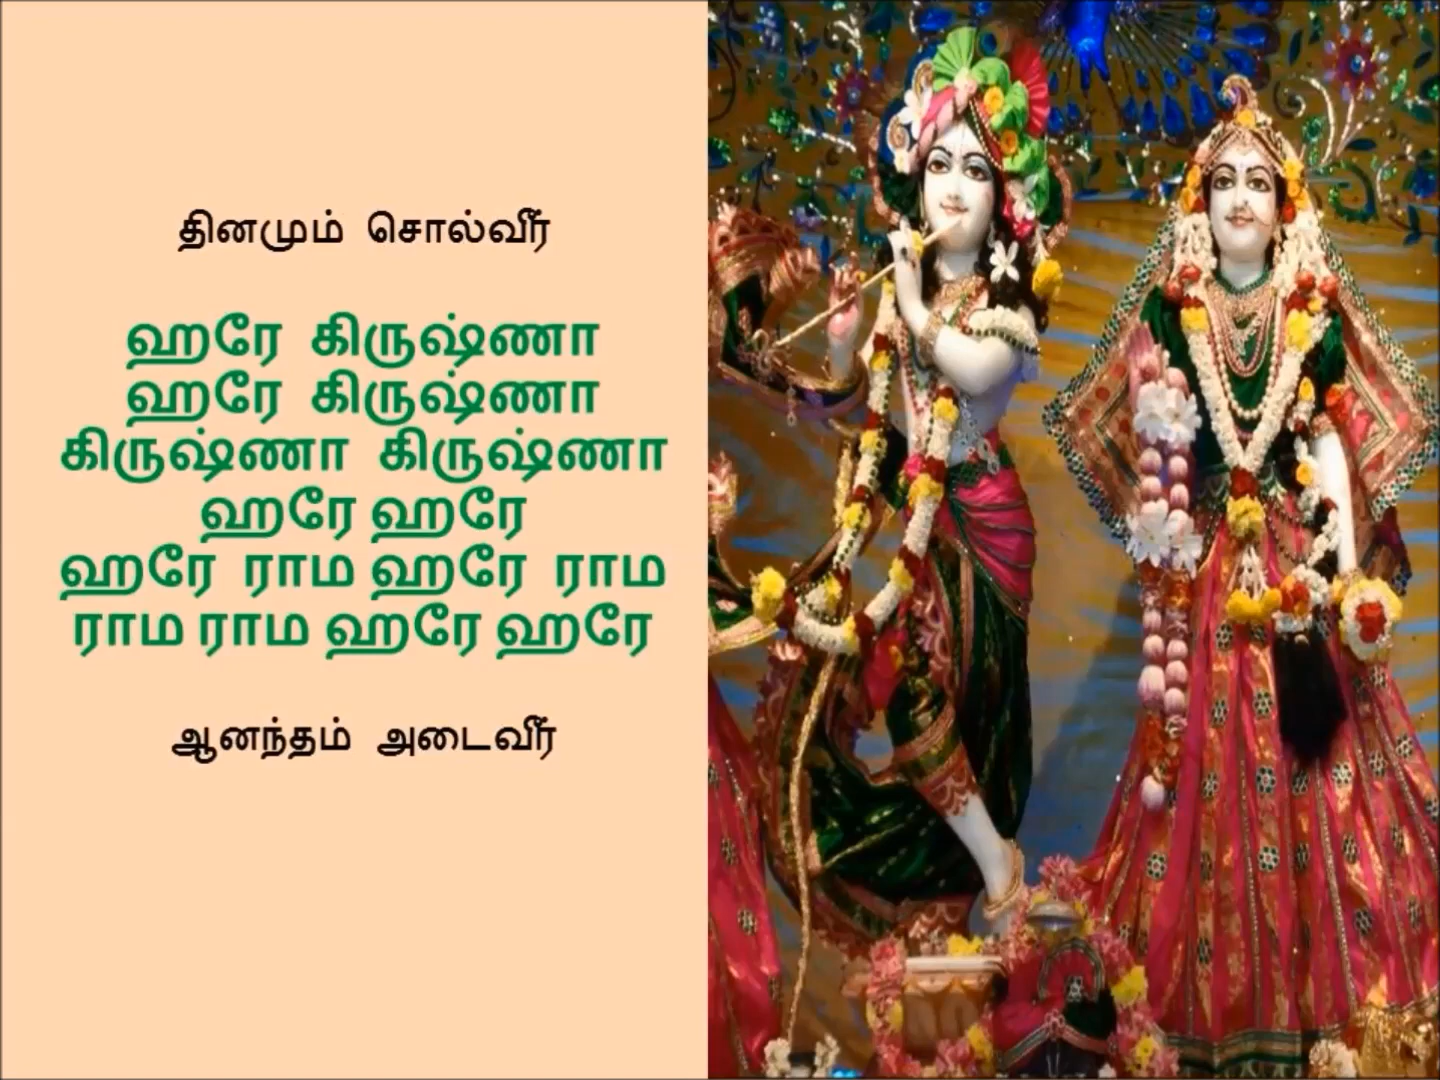 தினமும் சொல்வீர்
ஹரே கிருஷ்ணா
ஹரே கிருஷ்ணா
கிருஷ்ணா கிருஷ்ணா
ஹரே ஹரே
ஹரே ராம ஹரே ராம
ராம ராம ஹரே ஹரே
ஆனந்தம் அடைவீர்